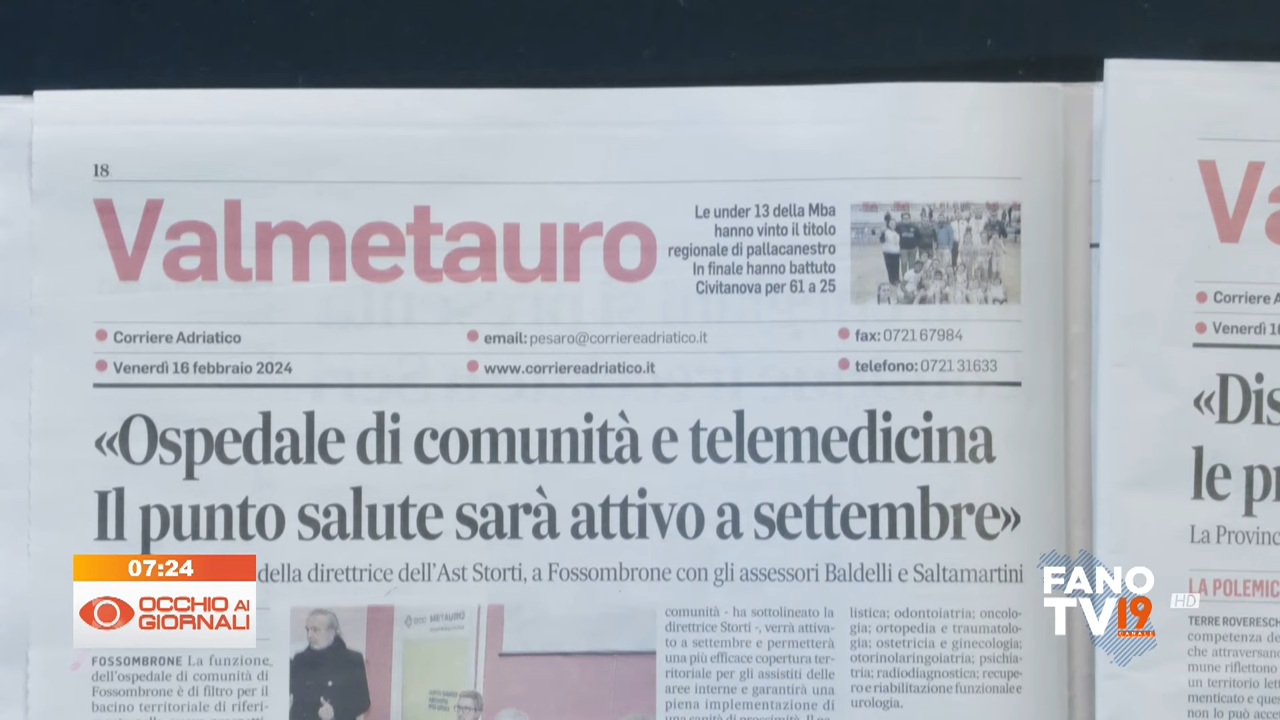 18
Valmetauro
Le under 13 della Mba
hanno vinto il titolo
regionale di pallacanestro
In finale hanno battuto
Civitanova per 61 a 25
Corriere Adriatico
email: pesaro@corriereadriatico.it
fax: 0721 67984
Venerdì 16 febbraio 2024
www.corriereadriatico.it
telefono: 0721 31633
«Ospedale di comunità e telemedicina
Il punto salute sarà attivo a settembre»
della direttrice dell'Ast Storti, a Fossombrone con gli assessori Baldelli e Saltamartini
FOSSOMBRONE La funzione,
dell'ospedale di comunità di
Fossombrone è di filtro per il
bacino territoriale di riferi-
METAURO
comunità - ha sottolineato la
direttrice Storti -, verrà attiva-
to a settembre e permetterà
una più efficace copertura ter-
ritoriale per gli assistiti delle
aree interne e garantirà una
piena implementazione di
listica; odontoiatria; oncolo-
gia; ortopedia e traumatolo-
gia; ostetricia e ginecologia;
otorinolaringoiatria; psichia-
tria; radiodiagnostica; recupe-
ro e riabilitazione funzionale e
urologia.
Va
Corriere A
Venerdì 1
«Dis
le pr
La Provinc
LA POLEMIC
TERRE ROVERESCH
competenza de
che attraversano
mune riflettono
un territorio lett
menticato e que
non lo può acce
07:24
OCCHIO AI
GIORNALI
FANO
TV 19
CANALE
HD